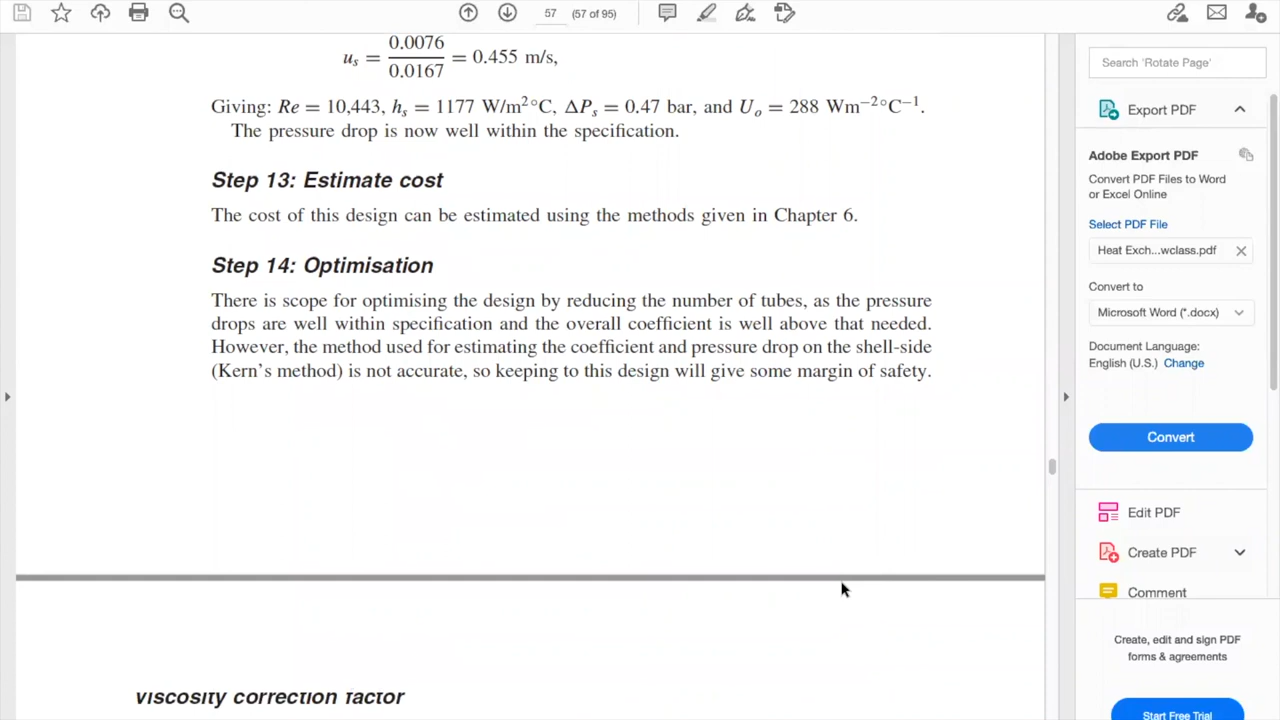 57 (57 of 95)
u_s = 0.0076 / 0.0167 = 0.455 m/s,
Giving: Re = 10,443, h_s = 1177 W/m²°C, ΔP_s = 0.47 bar, and U_o = 288 Wm⁻²°C⁻¹.
The pressure drop is now well within the specification.
Step 13: Estimate cost
The cost of this design can be estimated using the methods given in Chapter 6.
Step 14: Optimisation
There is scope for optimising the design by reducing the number of tubes, as the pressure
drops are well within specification and the overall coefficient is well above that needed.
However, the method used for estimating the coefficient and pressure drop on the shell-side
(Kern's method) is not accurate, so keeping to this design will give some margin of safety.
Viscosity correction factor
Search 'Rotate Page'
Export PDF
Adobe Export PDF
Convert PDF Files to Word
or Excel Online
Select PDF File
Heat Exch...wclass.pdf
Convert to
Microsoft Word (*.docx)
Document Language:
English (U.S.) Change
Convert
Edit PDF
Create PDF
Comment
Create, edit and sign PDF
forms & agreements
Start Free Trial